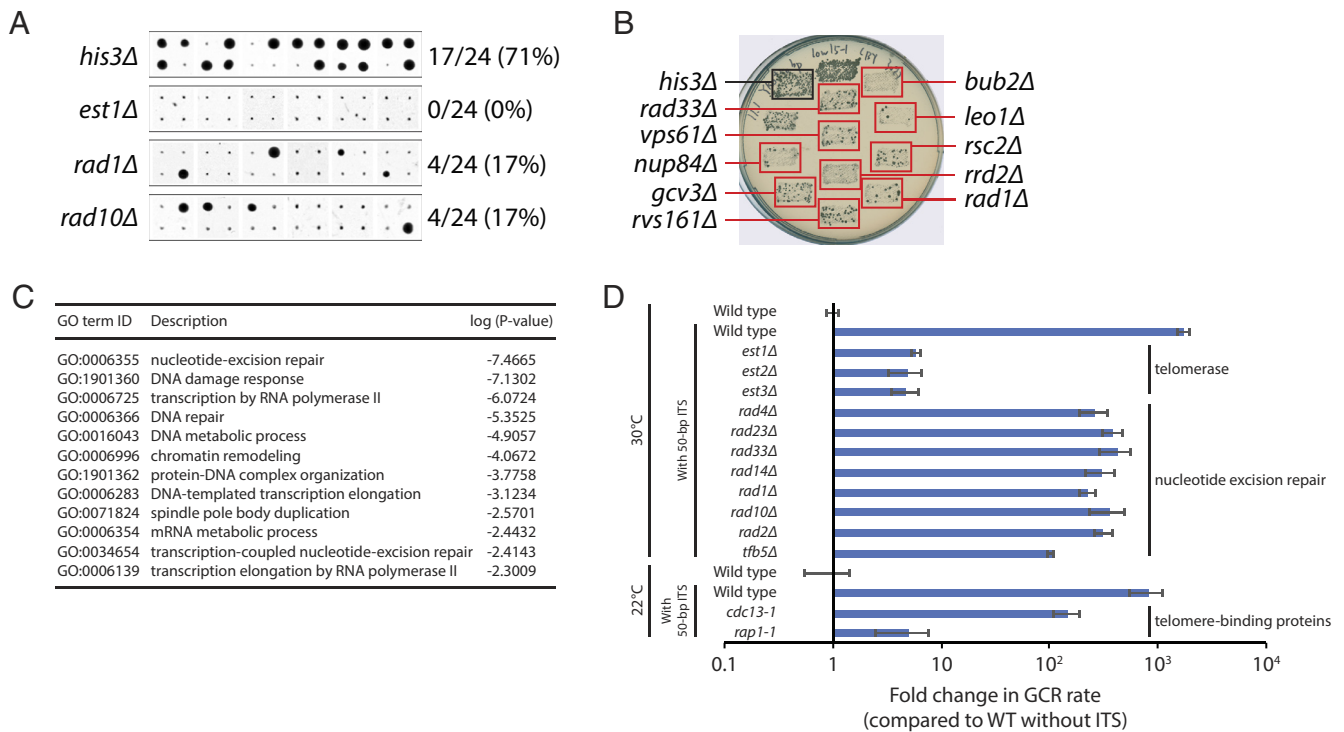 A
his3Δ 17/24 (71%)
est1Δ 0/24 (0%)
rad1Δ 4/24 (17%)
rad10Δ 4/24 (17%)
B
his3Δ
rad33Δ
vps61Δ
nup84Δ
gcv3Δ
rvs161Δ
bub2Δ
leo1Δ
rsc2Δ
rrd2Δ
rad1Δ
C
GO term ID Description log (P-value)
GO:0006355 nucleotide-excision repair -7.4665
GO:1901360 DNA damage response -7.1302
GO:0006725 transcription by RNA polymerase II -6.0724
GO:0006366 DNA repair -5.3525
GO:0016043 DNA metabolic process -4.9057
GO:0006996 chromatin remodeling -4.0672
GO:1901362 protein-DNA complex organization -3.7758
GO:0006283 DNA-templated transcription elongation -3.1234
GO:0071824 spindle pole body duplication -2.5701
GO:0006354 mRNA metabolic process -2.4432
GO:0034654 transcription-coupled nucleotide-excision repair -2.4143
GO:0006139 transcription elongation by RNA polymerase II -2.3009
D
30°C
With 50-bp ITS
Wild type
Wild type
est1Δ
est2Δ
est3Δ
telomerase
rad4Δ
rad23Δ
rad33Δ
rad14Δ
rad1Δ
rad10Δ
rad2Δ
tfb5Δ
nucleotide excision repair
22°C
With
50-bp ITS
Wild type
Wild type
cdc13-1
rap1-1
telomere-binding proteins
0.1 1 10 10² 10³ 10⁴
Fold change in GCR rate
(compared to WT without ITS)